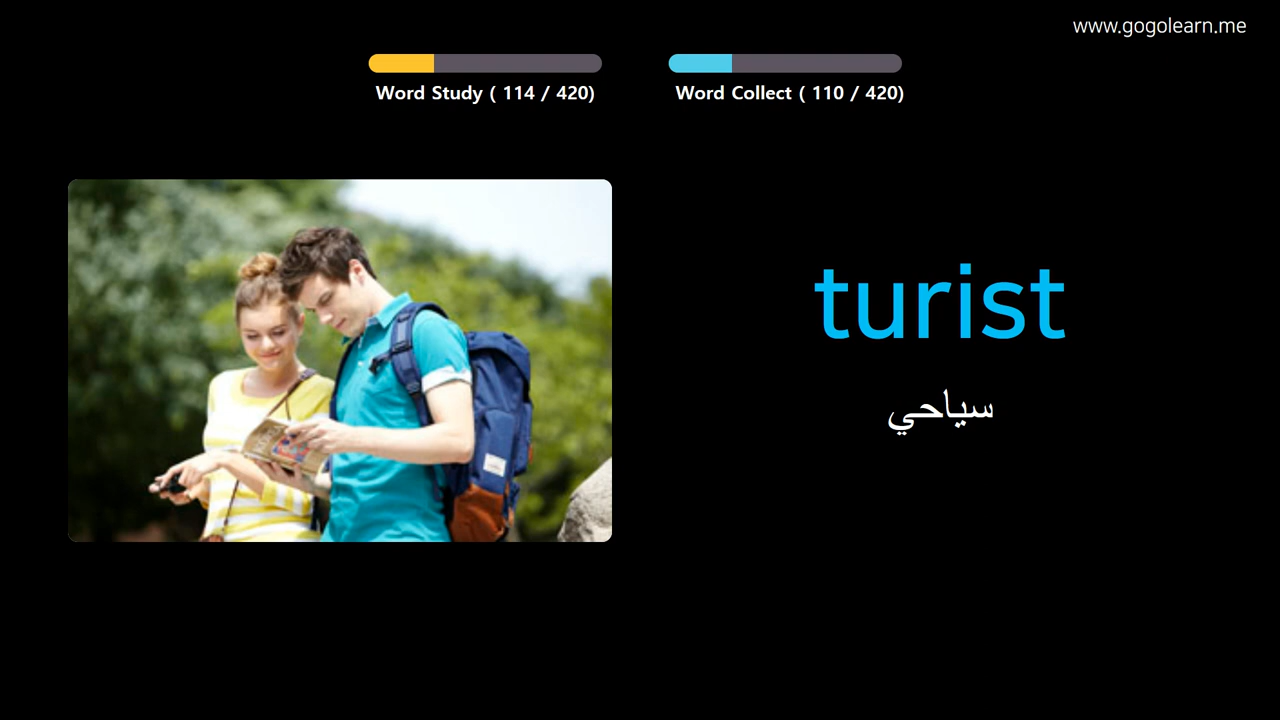 www.gogolearn.me
Word Study ( 114 / 420)
Word Collect ( 110 / 420)
turist
سياحي